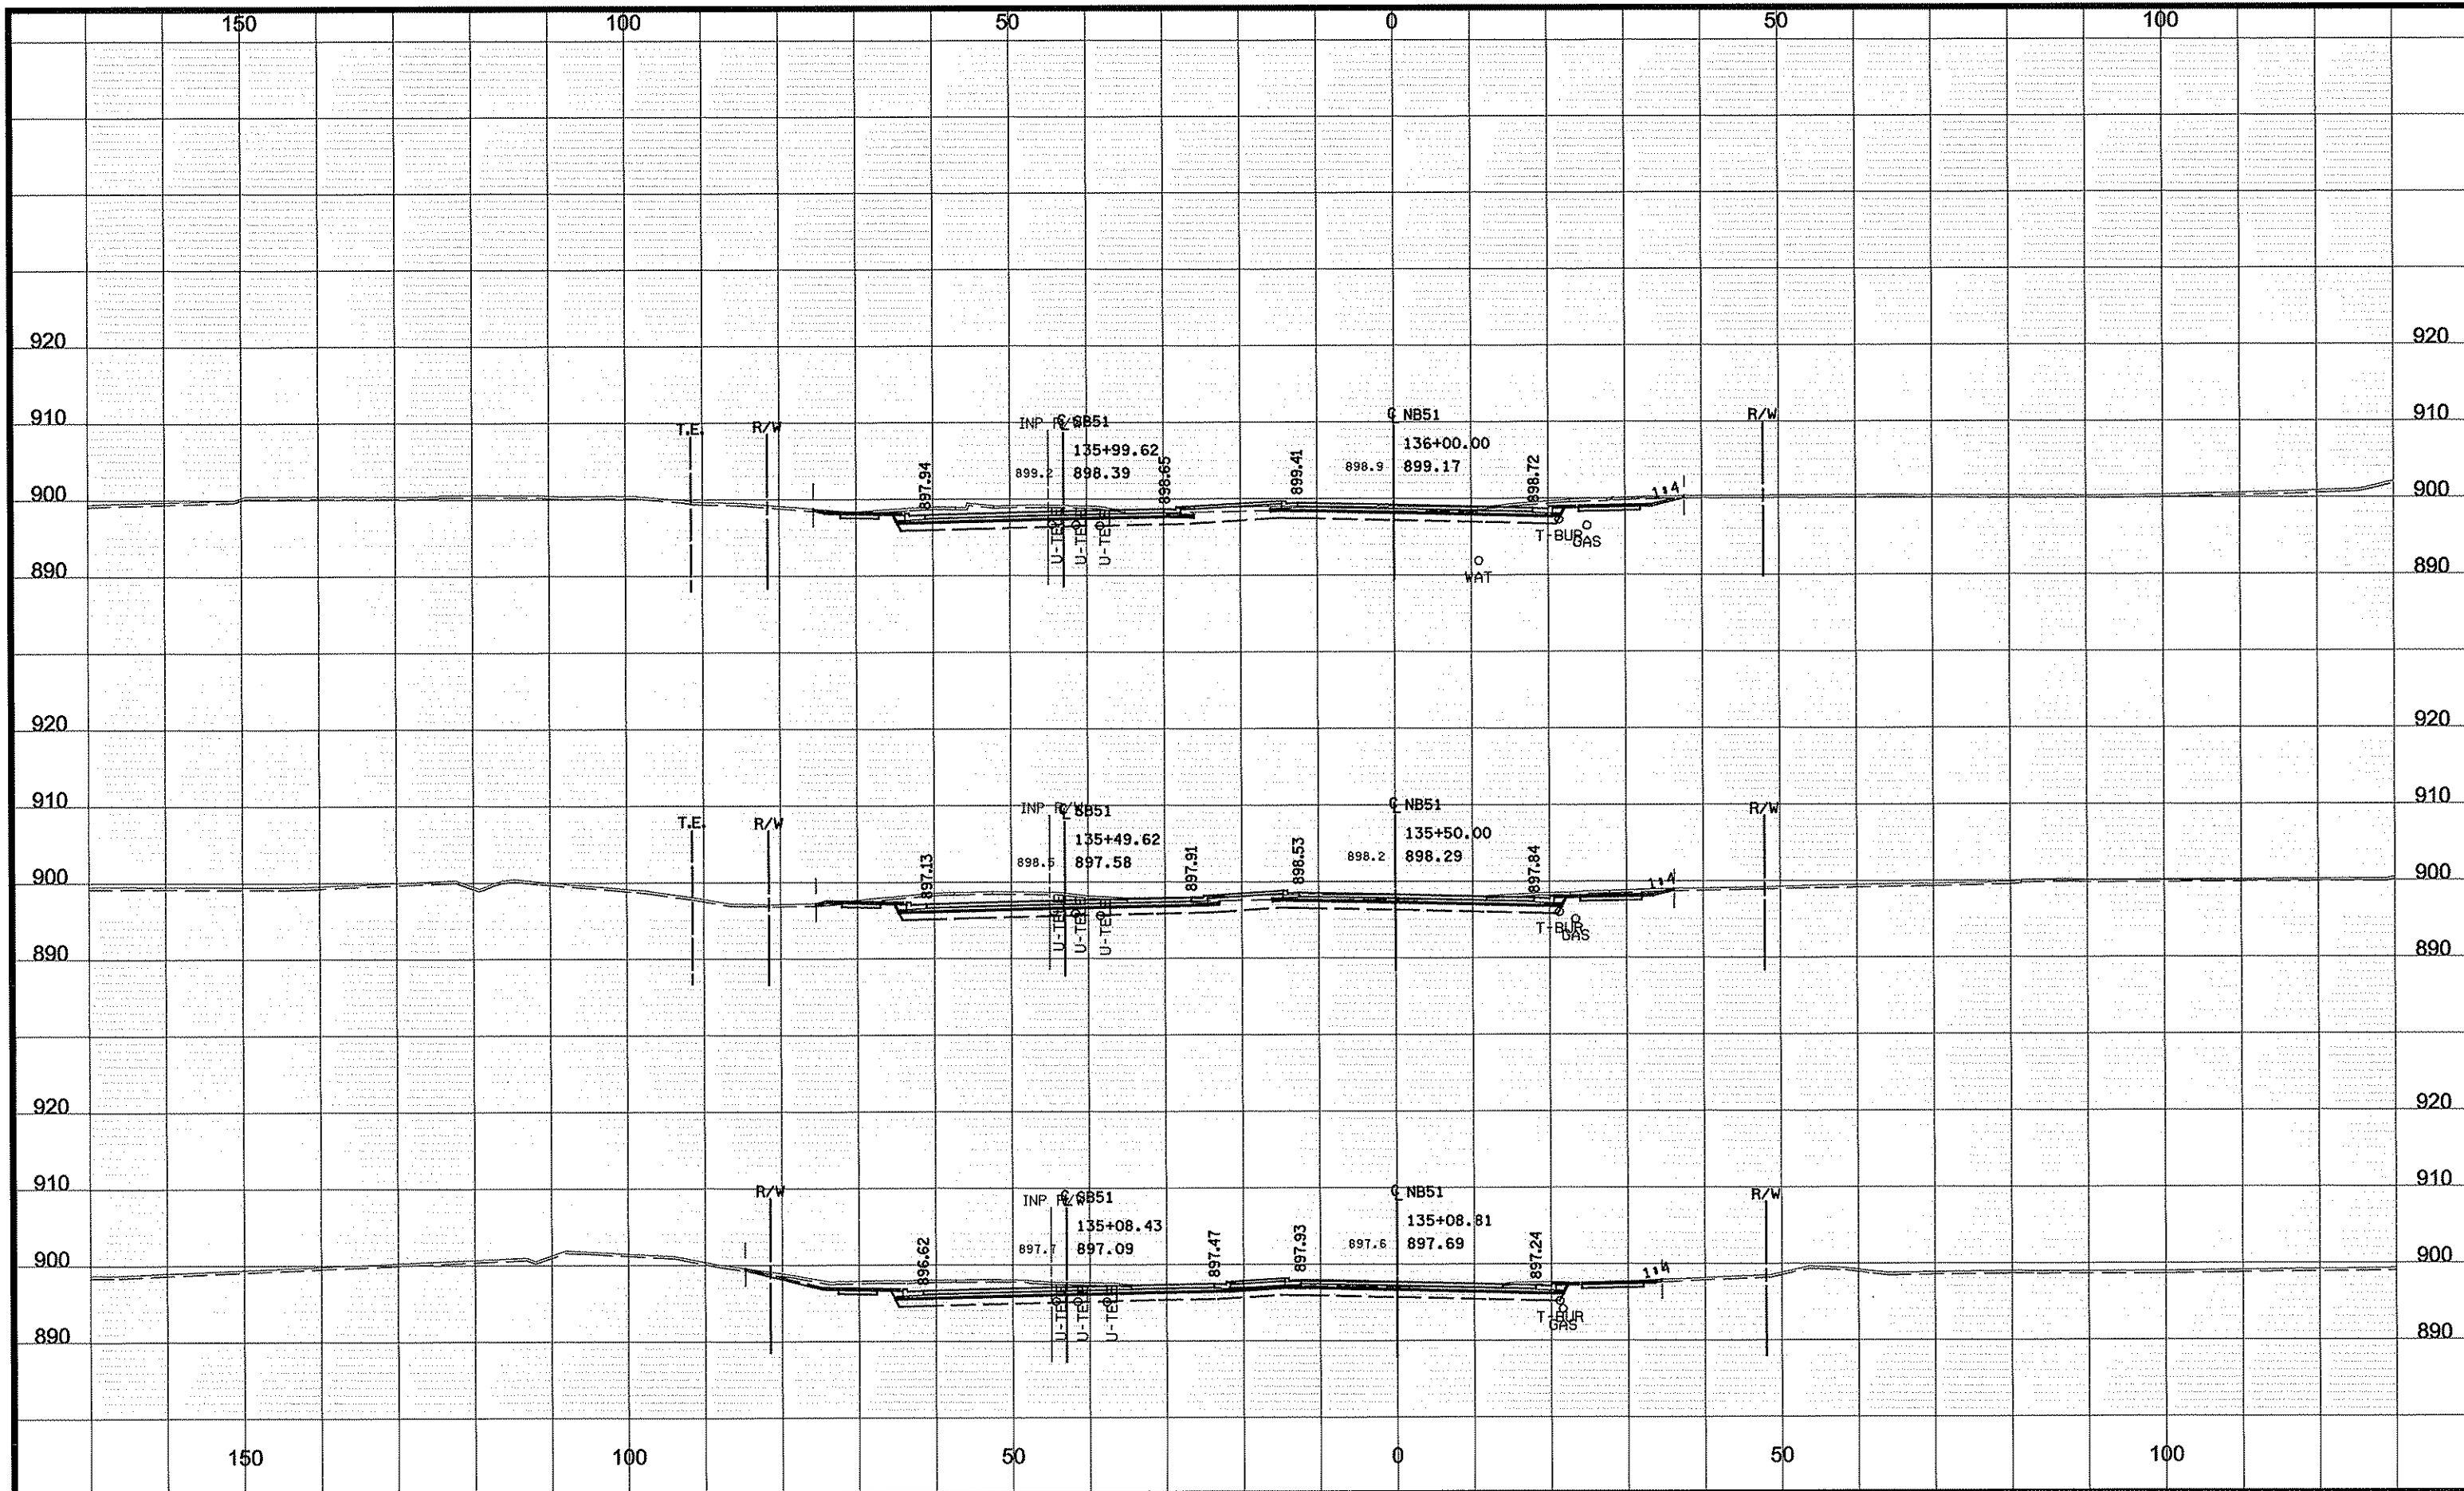 150 100 50 0 50 100
920 920
910 910
T.E. R/W INP R/W ℄ SB51 ℄ NB51 R/W
135+99.62 136+00.00
899.2 898.39 898.9 899.17
897.94 898.65 899.41 898.72
900 1:4 900
U-TEL U-TEL U-TEL T-BUR GAS
WAT
890 890
920 920
910 910
T.E. R/W INP R/W ℄ SB51 ℄ NB51 R/W
135+49.62 135+50.00
898.5 897.58 898.2 898.29
897.13 897.91 898.53 897.84
900 1:4 900
U-TEL U-TEL U-TEL T-BUR GAS
890 890
920 920
910 910
R/W INP R/W ℄ SB51 ℄ NB51 R/W
135+08.43 135+08.81
897.7 897.09 897.6 897.69
896.62 897.47 897.93 897.24
900 1:4 900
U-TEL U-TEL U-TEL T-BUR
GAS
890 890
150 100 50 0 50 100